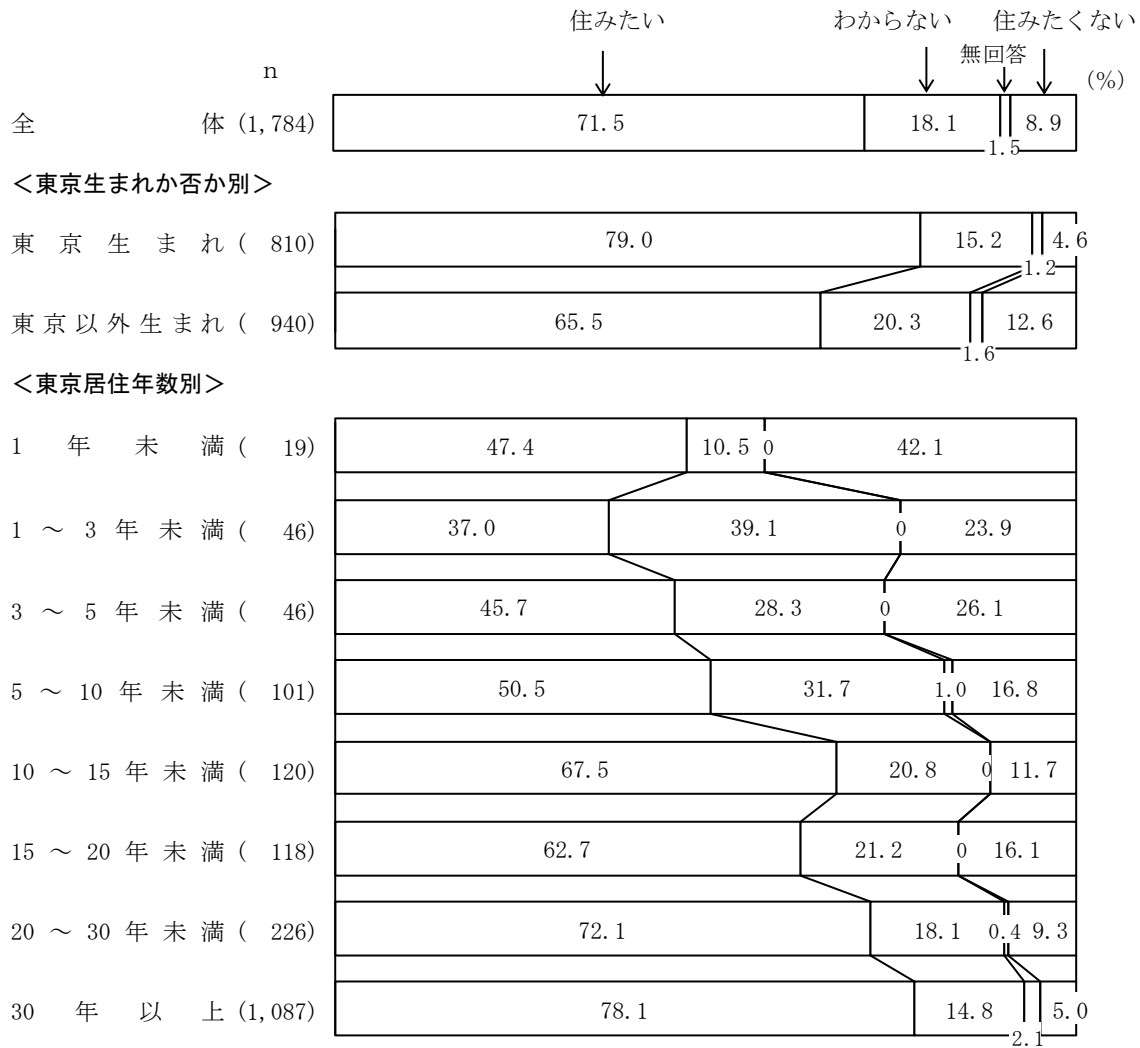 住みたい わからない 住みたくない
無回答
n (%)
全 体 (1,784) 71.5 18.1 1.5 8.9
＜東京生まれか否か別＞
東 京 生 ま れ ( 810) 79.0 15.2 1.2 4.6
東 京 以 外 生 ま れ ( 940) 65.5 20.3 1.6 12.6
＜東京居住年数別＞
1 年 未 満 ( 19) 47.4 10.5 0 42.1
1 ～ 3 年 未 満 ( 46) 37.0 39.1 0 23.9
3 ～ 5 年 未 満 ( 46) 45.7 28.3 0 26.1
5 ～ 10 年 未 満 ( 101) 50.5 31.7 1.0 16.8
10 ～ 15 年 未 満 ( 120) 67.5 20.8 0 11.7
15 ～ 20 年 未 満 ( 118) 62.7 21.2 0 16.1
20 ～ 30 年 未 満 ( 226) 72.1 18.1 0.4 9.3
30 年 以 上 (1,087) 78.1 14.8 2.1 5.0